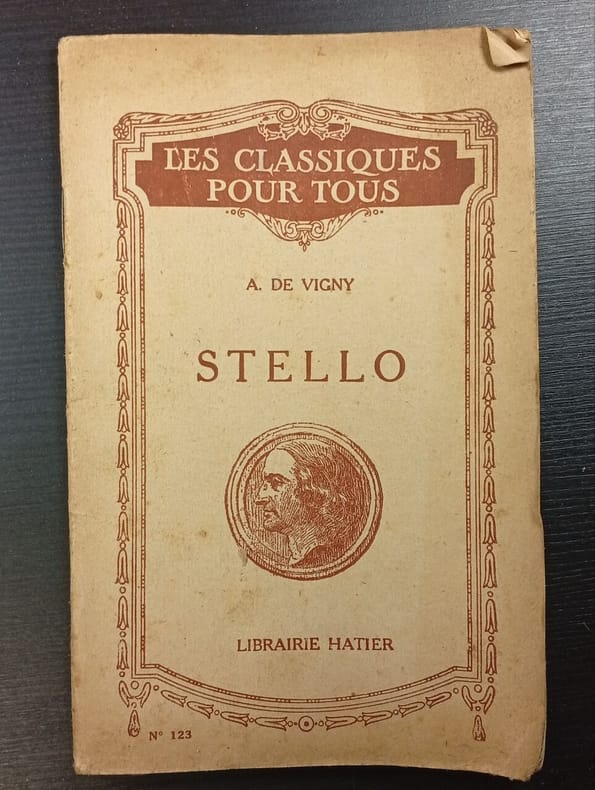 LES CLASSIQUES
POUR TOUS
A. DE VIGNY
STELLO
LIBRAIRIE HATIER
N° 123